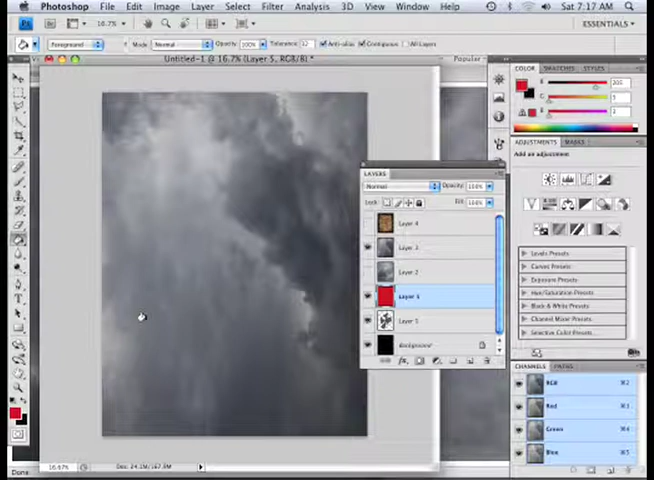 Photoshop File Edit Image Layer Select Filter Analysis 3D View Window Sat 7:17 AM
16.7% ESSENTIALS
Foreground Mode: Normal Opacity: 100% Tolerance: 32 Anti-alias Contiguous All Layers
Untitled-1 @ 16.7% (Layer 5, RGB/8) *
Popular
COLOR SWATCHES STYLES
R
ADJUSTMENTS MASKS
Add an adjustment
LAYERS
Normal Opacity: 100%
Lock: Fill: 100%
Layer 4
Layer 3
Layer 2
Layer 5
Layer 1
Background
Levels Presets
Curves Presets
Exposure Presets
Hue/Saturation Presets
Black & White Presets
Channel Mixer Presets
Selective Color Presets
CHANNELS PATHS
RGB ⌘2
Red ⌘3
Green ⌘4
Blue ⌘5
16.67% Doc: 24.1M/167.9M
Done